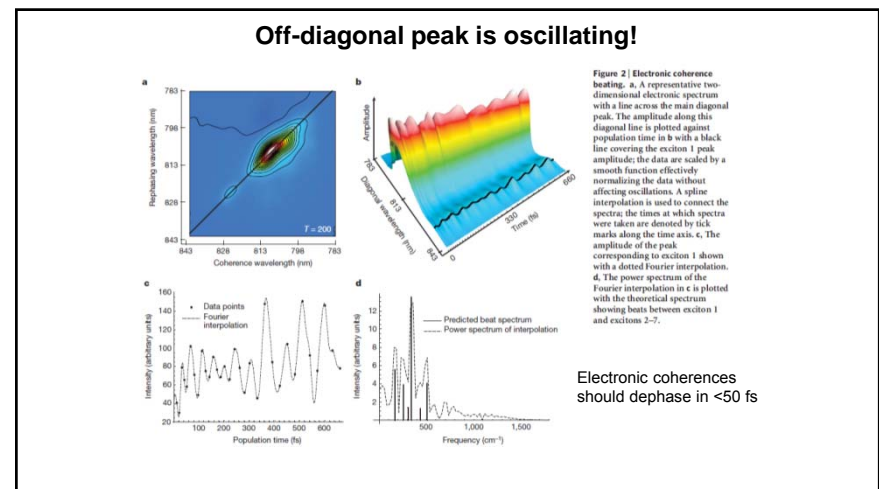 Off-diagonal peak is oscillating!
a
783
798
813
828
843
Rephasing wavelength (nm)
T = 200
843 828 813 798 783
Coherence wavelength (nm)
b
Amplitude
783
813
843
Diagonal wavelength (nm)
0
330
660
Time (fs)
Figure 2 | Electronic coherence
beating. a, A representative two-
dimensional electronic spectrum
with a line across the main diagonal
peak. The amplitude along this
diagonal line is plotted against
population time in b with a black
line covering the exciton 1 peak
amplitude; the data are scaled by a
smooth function effectively
normalizing the data without
affecting oscillations. A spline
interpolation is used to connect the
spectra; the times at which spectra
were taken are denoted by tick
marks along the time axis. c, The
amplitude of the peak
corresponding to exciton 1 shown
with a dotted Fourier interpolation.
d, The power spectrum of the
Fourier interpolation in c is plotted
with the theoretical spectrum
showing beats between exciton 1
and excitons 2–7.
c
160
140
120
100
80
60
40
20
Intensity (arbitrary units)
Data points
Fourier
interpolation
100 200 300 400 500 600
Population time (fs)
d
12
10
8
6
4
2
Intensity (arbitrary units)
Predicted beat spectrum
Power spectrum of interpolation
500 1,000 1,500
Frequency (cm⁻¹)
Electronic coherences
should dephase in <50 fs